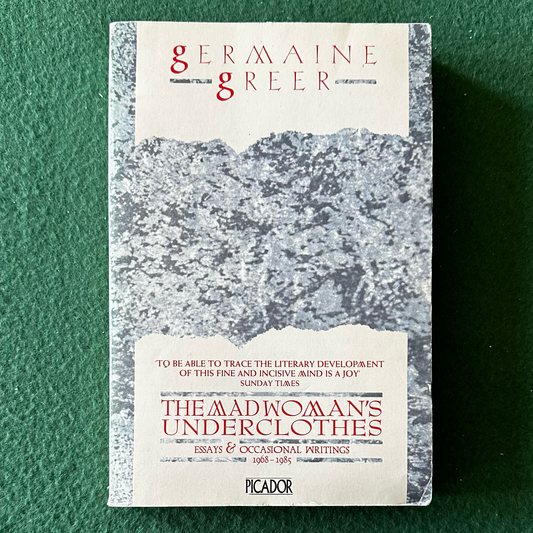 gERMAINE
gREER
'TO BE ABLE TO TRACE THE LITERARY DEVELOPMENT
OF THIS FINE AND INCISIVE MIND IS A JOY'
SUNDAY TIMES
THE MADWOMAN'S
UNDERCLOTHES
ESSAYS & OCCASIONAL WRITINGS
1968–1985
PICADOR